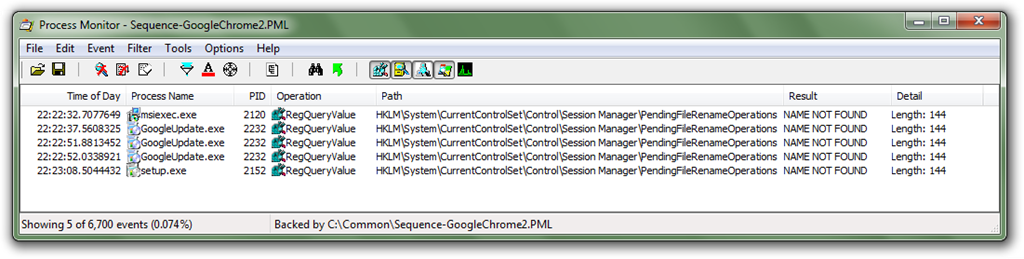 Process Monitor - Sequence-GoogleChrome2.PML
File Edit Event Filter Tools Options Help
Time of Day Process Name PID Operation Path Result Detail
22:22:32.7077649 msiexec.exe 2120 RegQueryValue HKLM\System\CurrentControlSet\Control\Session Manager\PendingFileRenameOperations NAME NOT FOUND Length: 144
22:22:37.5608325 GoogleUpdate.exe 2232 RegQueryValue HKLM\System\CurrentControlSet\Control\Session Manager\PendingFileRenameOperations NAME NOT FOUND Length: 144
22:22:51.8813452 GoogleUpdate.exe 2232 RegQueryValue HKLM\System\CurrentControlSet\Control\Session Manager\PendingFileRenameOperations NAME NOT FOUND Length: 144
22:22:52.0338921 GoogleUpdate.exe 2232 RegQueryValue HKLM\System\CurrentControlSet\Control\Session Manager\PendingFileRenameOperations NAME NOT FOUND Length: 144
22:23:08.5044432 setup.exe 2152 RegQueryValue HKLM\System\CurrentControlSet\Control\Session Manager\PendingFileRenameOperations NAME NOT FOUND Length: 144
Showing 5 of 6,700 events (0.074%) Backed by C:\Common\Sequence-GoogleChrome2.PML